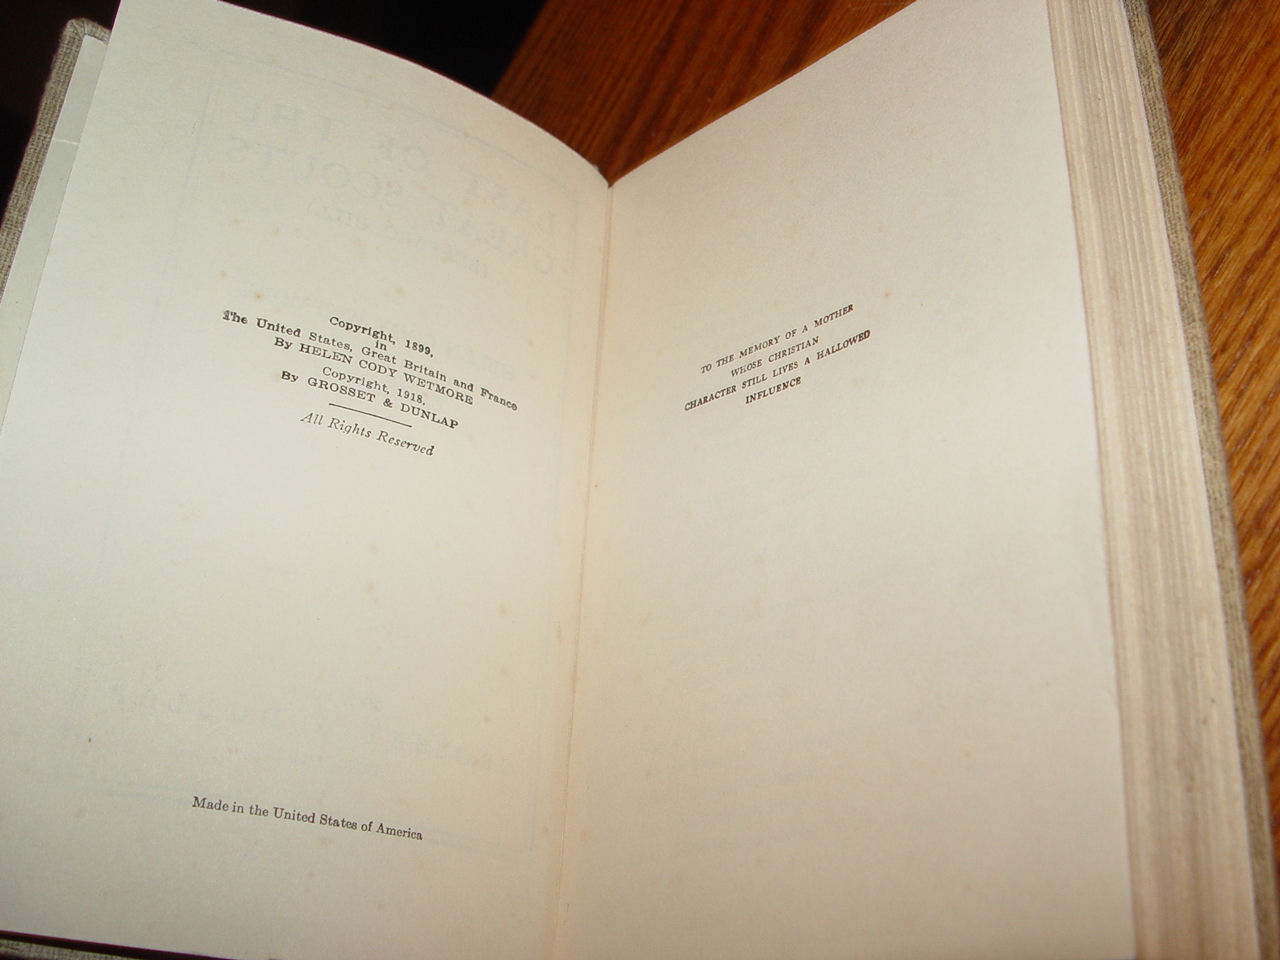 Copyright, 1899,
in
The United States, Great Britain and France
By HELEN CODY WETMORE
Copyright, 1918,
By GROSSET & DUNLAP
All Rights Reserved
Made in the United States of America
TO THE MEMORY OF A MOTHER
WHOSE CHRISTIAN
CHARACTER STILL LIVES A HALLOWED
INFLUENCE